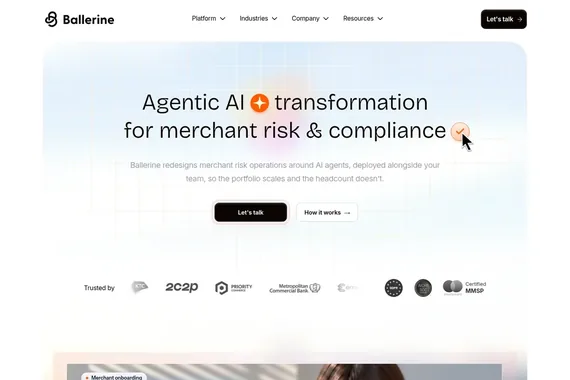 Ballerine
Platform
Industries
Company
Resources
Let's talk →
Agentic AI transformation
for merchant risk & compliance
Ballerine redesigns merchant risk operations around AI agents, deployed alongside your
team, so the portfolio scales and the headcount doesn't.
Let's talk
How it works →
Trusted by
2c2p
PRIORITY
Metropolitan
Commercial Bank
Certified
MMSP
Merchant onboarding